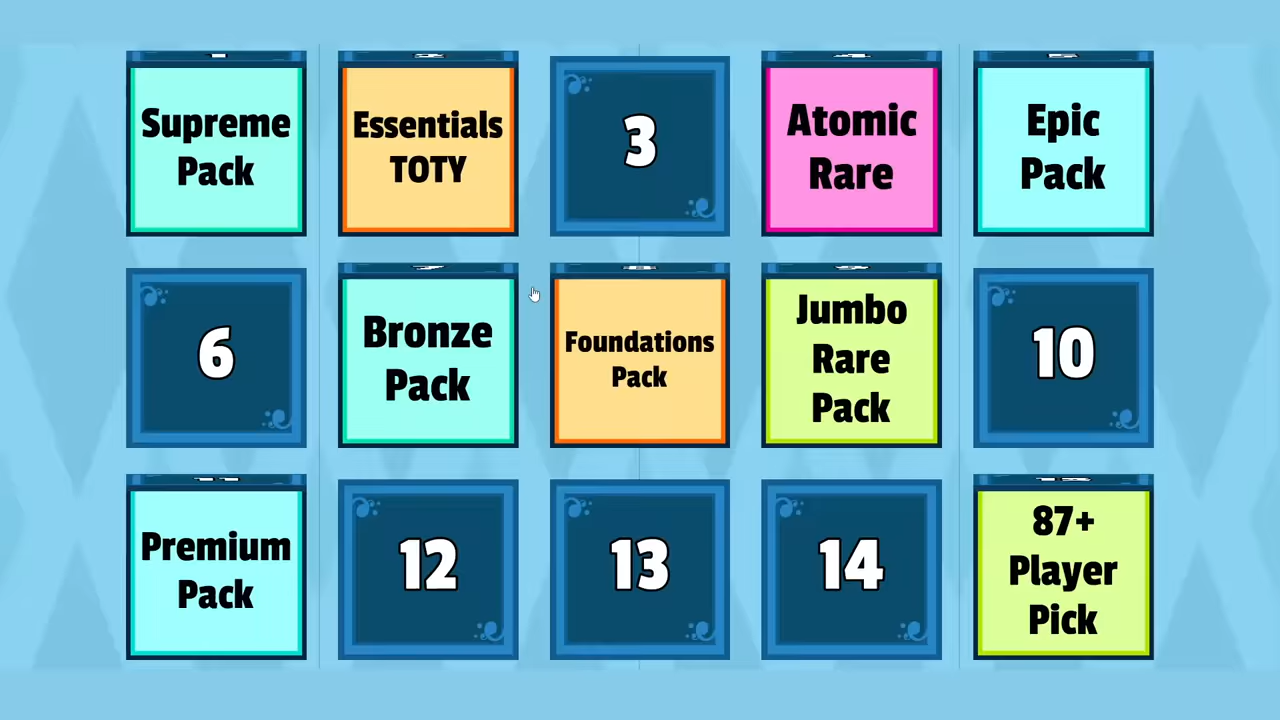 Supreme
Pack
Essentials
TOTY
3
Atomic
Rare
Epic
Pack
6
Bronze
Pack
Foundations
Pack
Jumbo
Rare
Pack
10
Premium
Pack
12
13
14
87+
Player
Pick